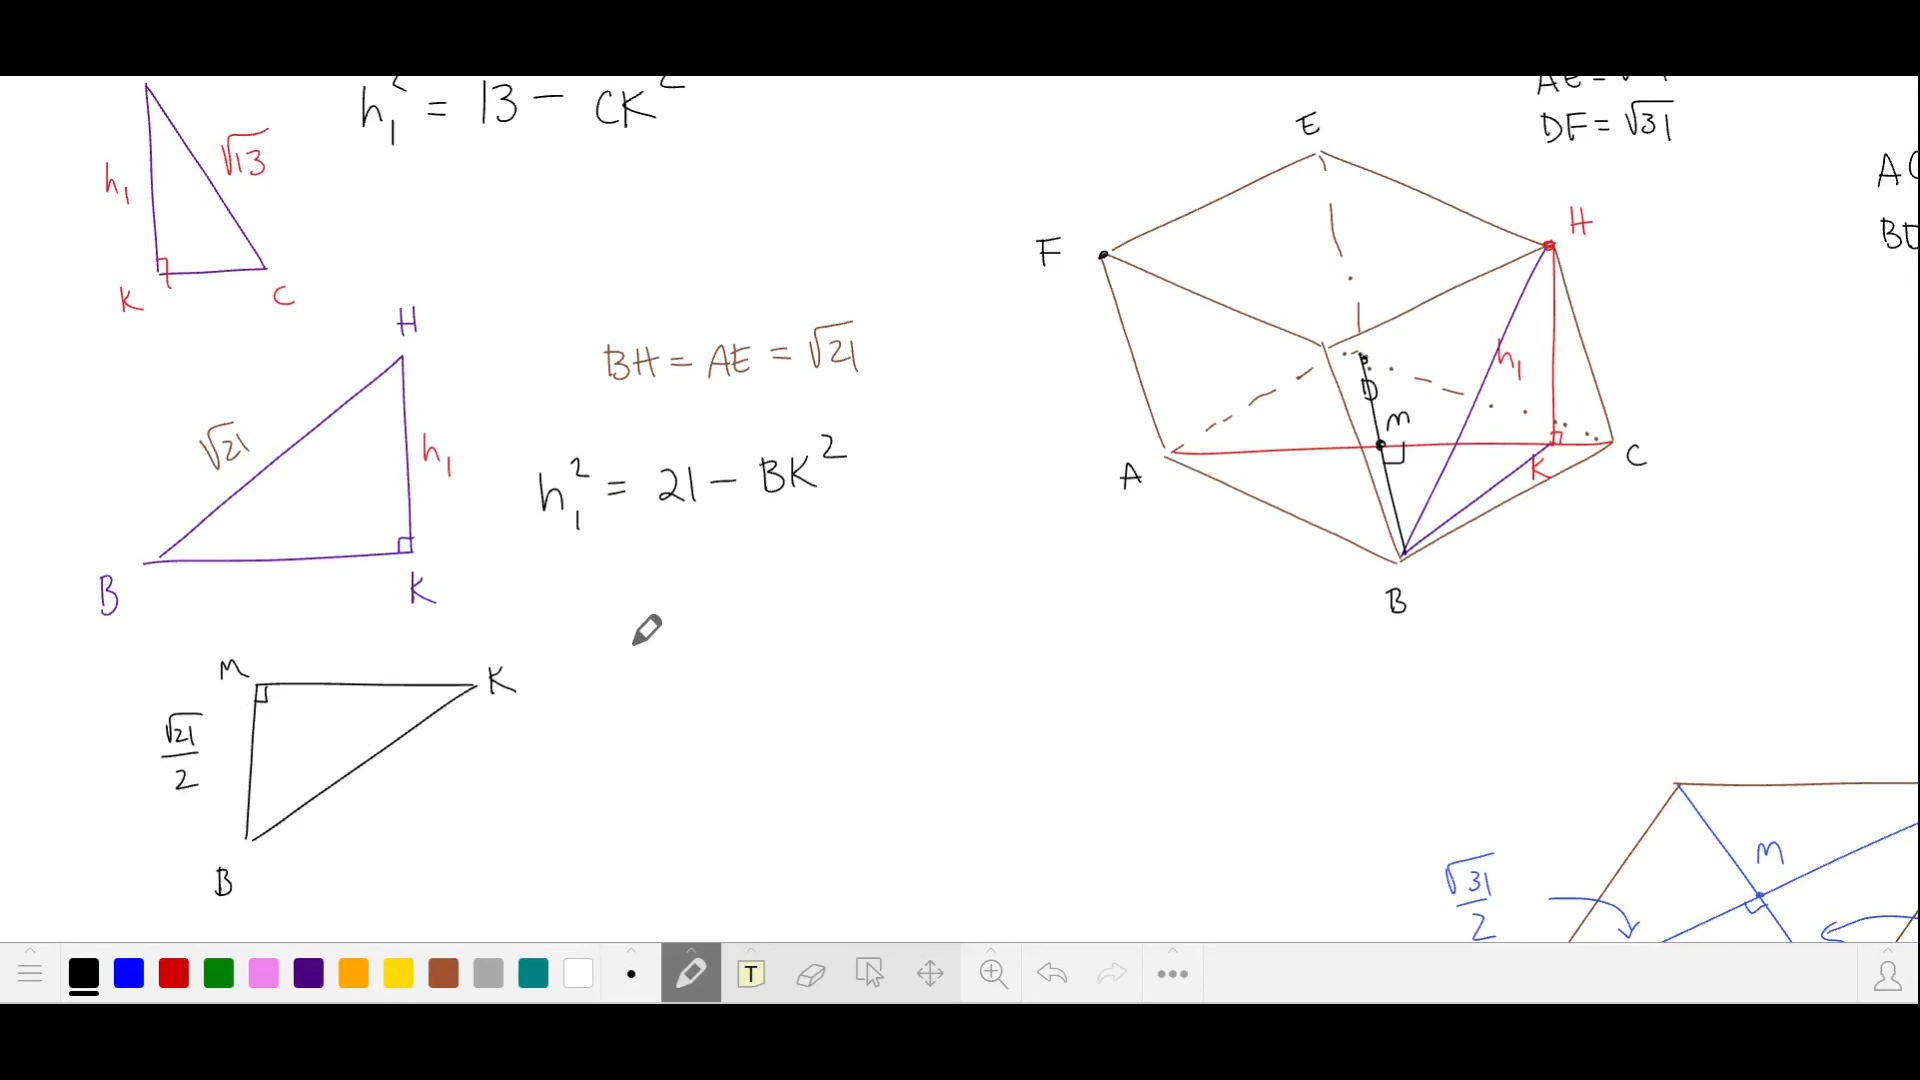 h₁² = 13 - CK²
√13
h₁
K
C
H
BH = AE = √21
√21
h₁
h₁² = 21 - BK²
B
K
M
K
√21/2
B
DF = √31
E
H
F
h₁
D
M
A
K
C
B
M
√31/2
T